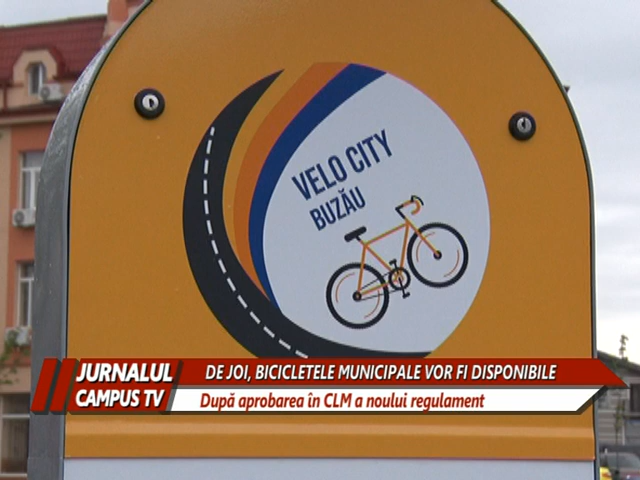 VELO CITY
BUZĂU
JURNALUL
CAMPUS TV
DE JOI, BICICLETELE MUNICIPALE VOR FI DISPONIBILE
După aprobarea în CLM a noului regulament